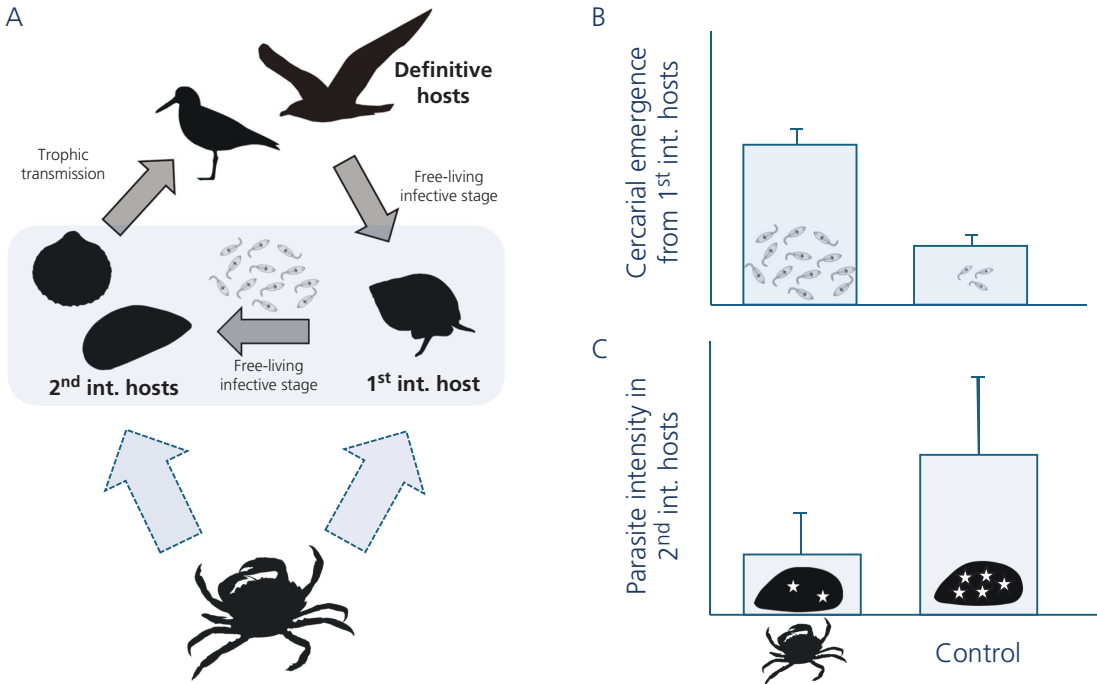 A
Definitive
hosts
Trophic
transmission
Free-living
infective stage
Free-living
infective stage
2nd int. hosts
1st int. host
B
Cercarial emergence
from 1st int. hosts
C
Parasite intensity in
2nd int. hosts
Control